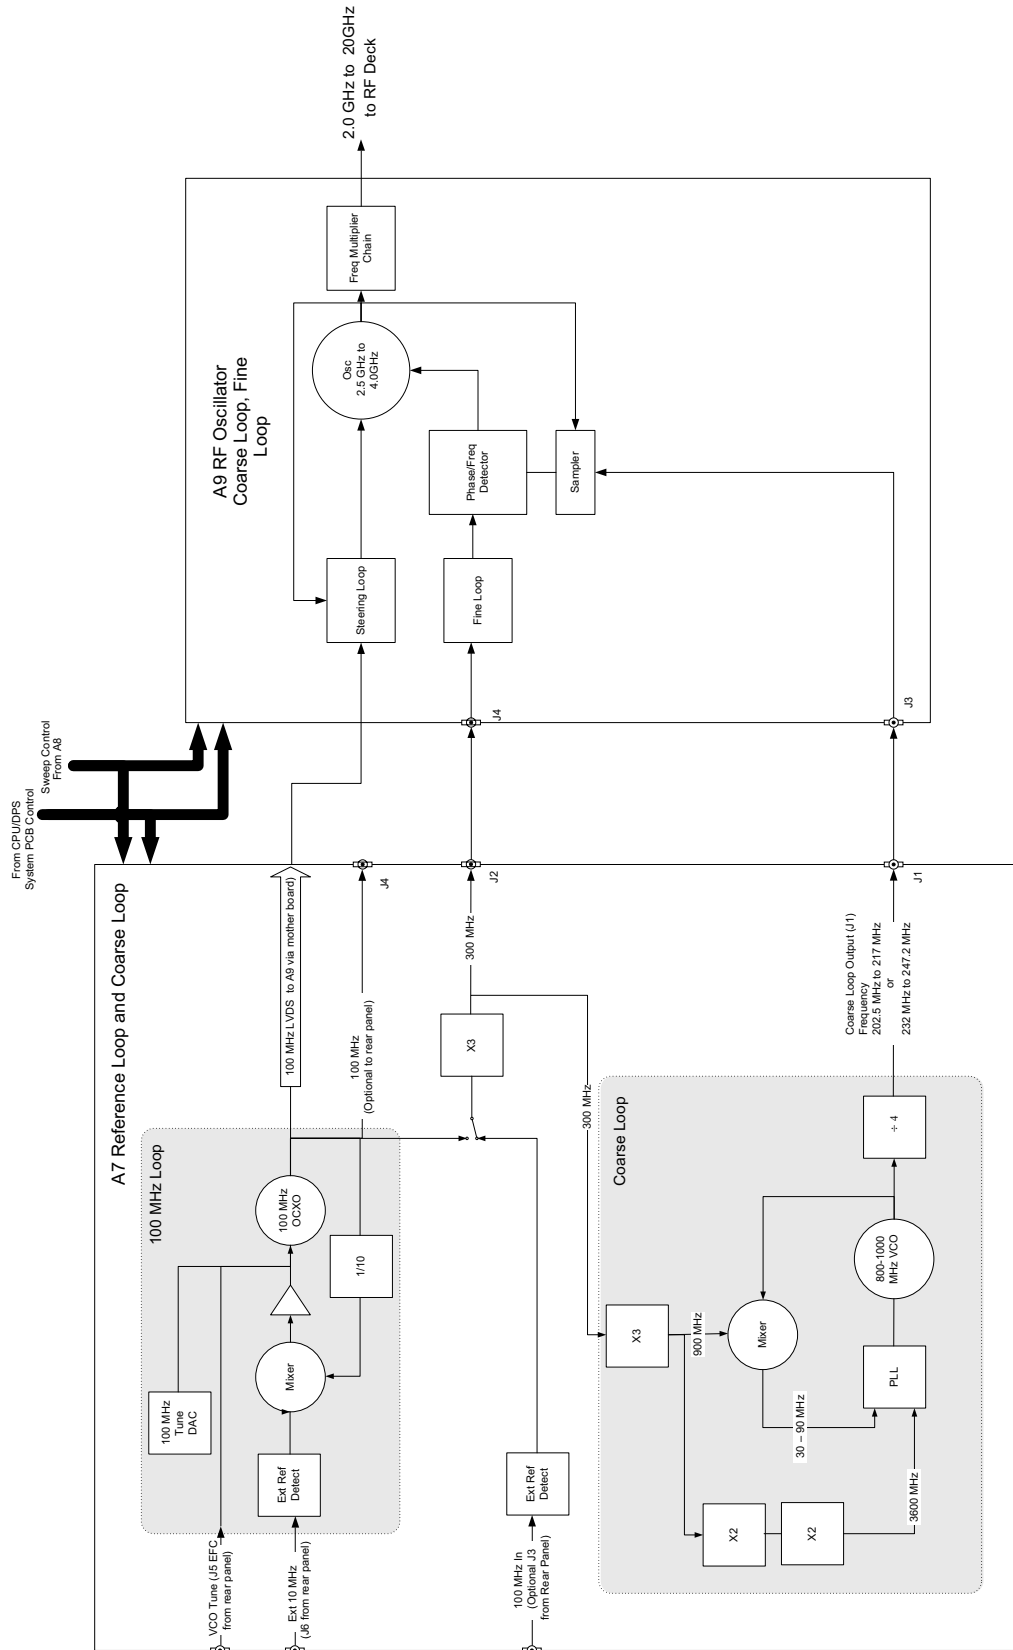 From CPU/DPS
System PCB Control
Sweep Control
From A8
A7 Reference Loop and Coarse Loop
100 MHz Loop
VCO Tune (J5 EFC
from rear panel)
Ext 10 MHz
(J6 from rear panel)
100 MHz
Tune
DAC
Ext Ref
Detect
Mixer
100 MHz
OCXO
1/10
100 MHz LVDS to A9 via mother board)
100 MHz
(Optional to rear panel)
J4
100 MHz In
(Optional J3
from Rear Panel)
Ext Ref
Detect
X3
300 MHz
J2
300 MHz
Coarse Loop
X3
900 MHz
Mixer
X2
X2
3600 MHz
30 – 90 MHz
PLL
800-1000
MHz VCO
÷ 4
Coarse Loop Output (J1)
Frequency
202.5 MHz to 217 MHz
or
232 MHz to 247.2 MHz
J1
A9 RF Oscillator
Coarse Loop, Fine
Loop
Steering Loop
Osc
2.5 GHz to
4.0GHz
Freq Multiplier
Chain
2.0 GHz to 20GHz
to RF Deck
J4
Fine Loop
Phase/Freq
Detector
Sampler
J3